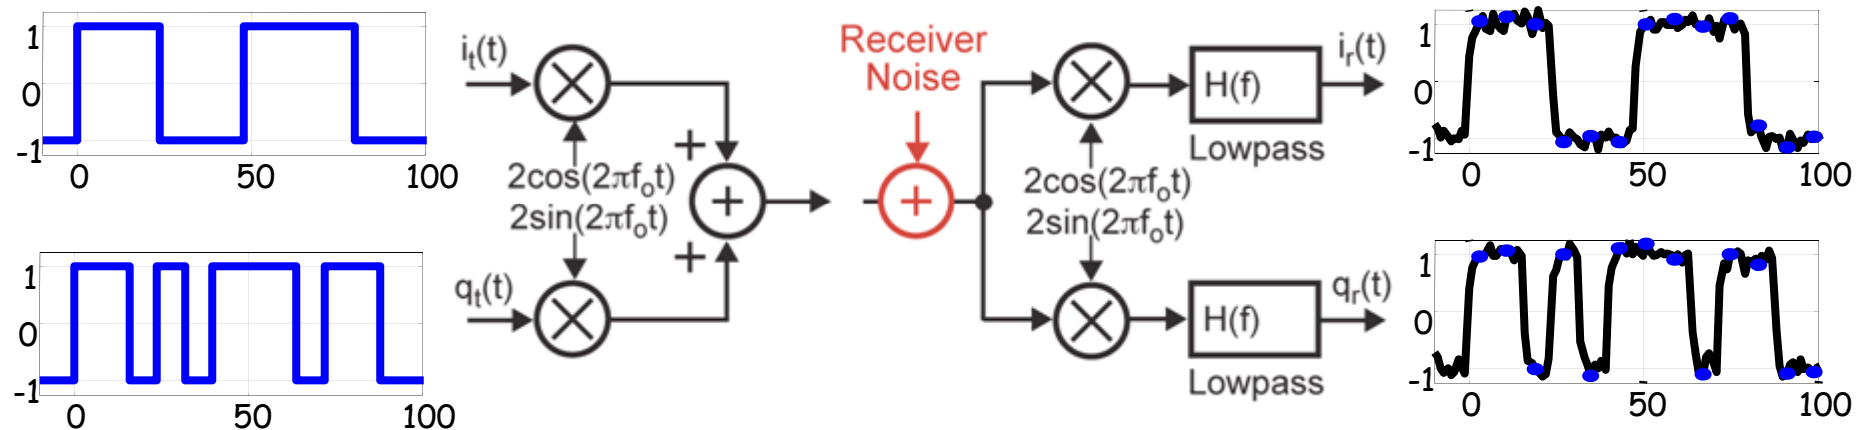 1
0
-1
0 50 100
i_t(t)
2cos(2πf_ot)
2sin(2πf_ot)
q_t(t)
+
+
+
1
0
-1
0 50 100
Receiver
Noise
+
2cos(2πf_ot)
2sin(2πf_ot)
H(f)
Lowpass
i_r(t)
H(f)
Lowpass
q_r(t)
1
0
-1
0 50 100
1
0
-1
0 50 100